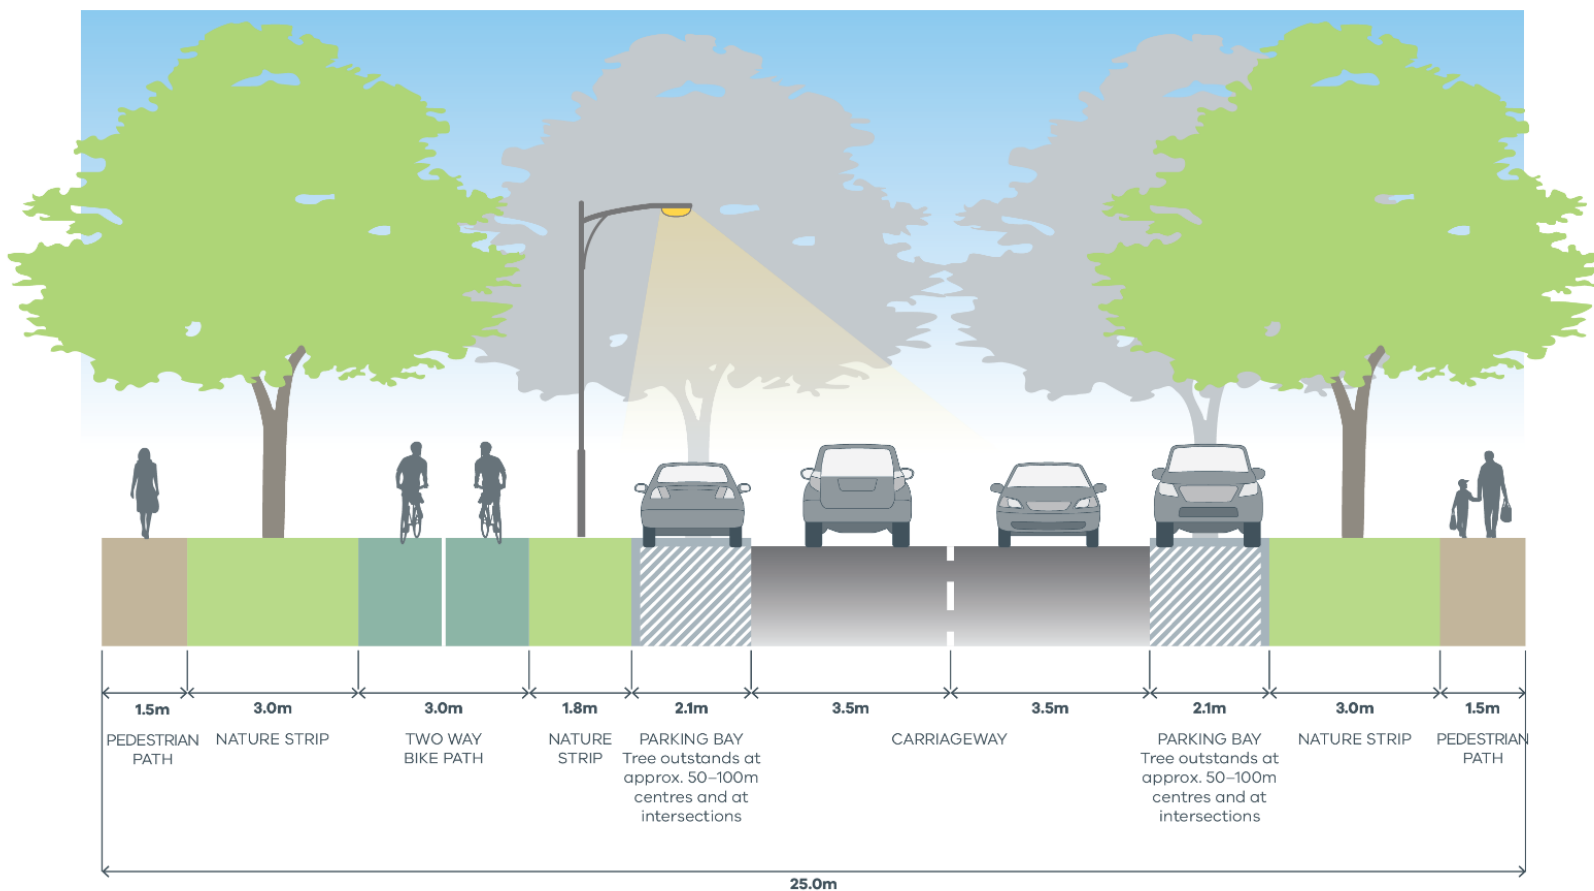 1.5m 3.0m 3.0m 1.8m 2.1m 3.5m 3.5m 2.1m 3.0m 1.5m
PEDESTRIAN
PATH
NATURE STRIP
TWO WAY
BIKE PATH
NATURE
STRIP
PARKING BAY
Tree outstands at
approx. 50–100m
centres and at
intersections
CARRIAGEWAY
PARKING BAY
Tree outstands at
approx. 50–100m
centres and at
intersections
NATURE STRIP
PEDESTRIAN
PATH
25.0m